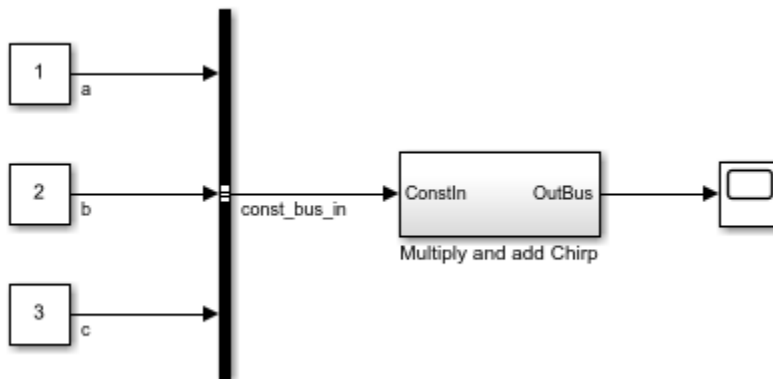 1
a
2
b
const_bus_in
ConstIn OutBus
Multiply and add Chirp
3
c